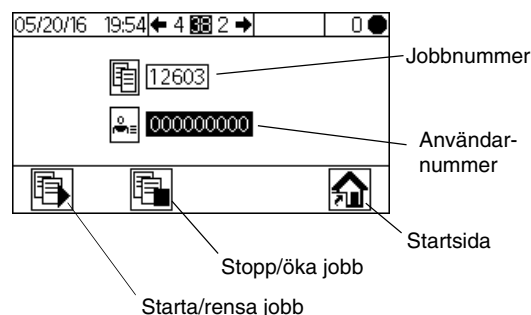 05/20/16 19:54 ← 4 38 2 → 0
Jobbnummer
12603
000000000
Användar-
nummer
Startsida
Stopp/öka jobb
Starta/rensa jobb